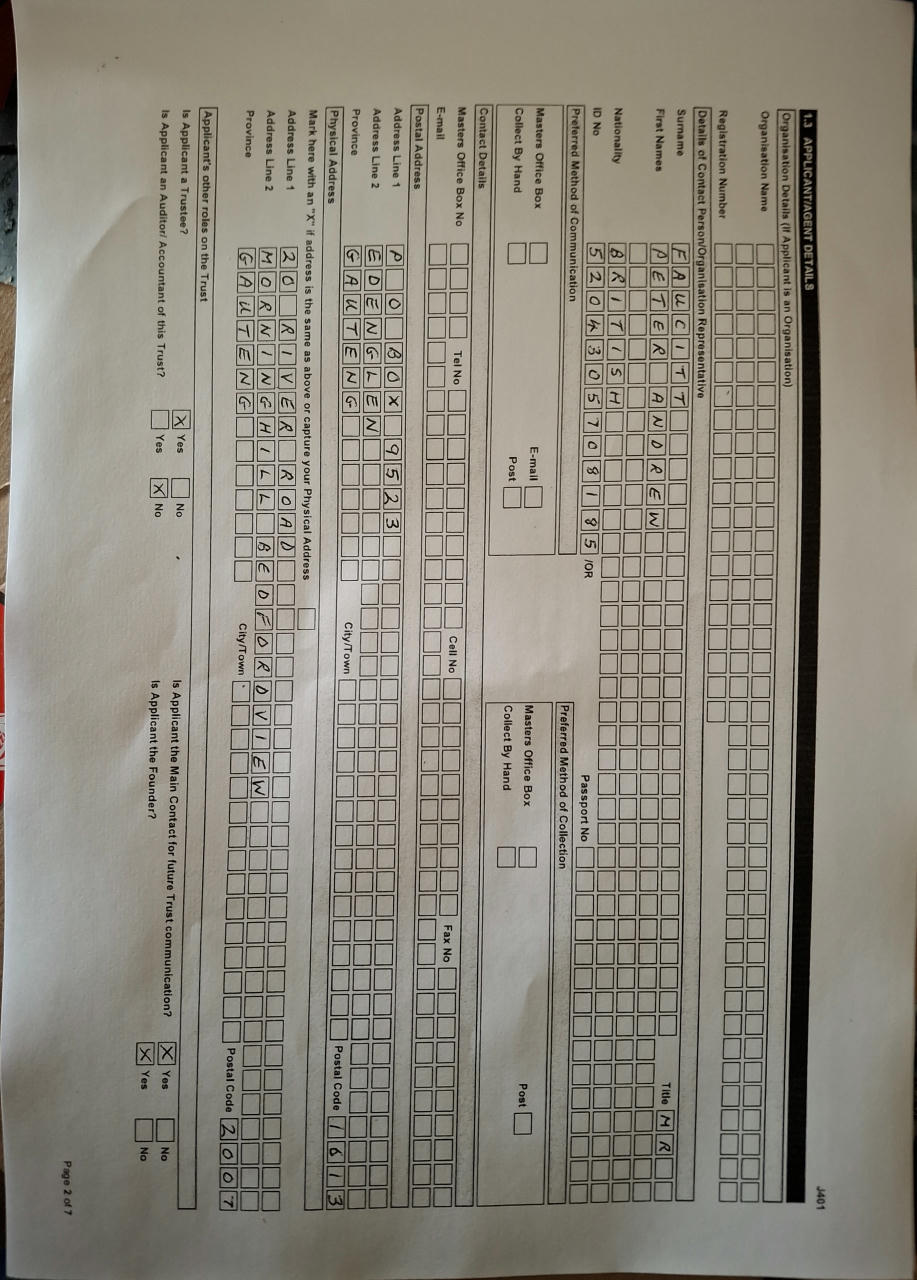 J401
1.3 APPLICANT/AGENT DETAILS
Organisation Details (If Applicant is an Organisation)
Organisation Name
Registration Number
Details of Contact Person/Organisation Representative
Surname FAUCITT Title MR
First Names PETER ANDREW
Nationality BRITISH
ID No 5204305708185 /OR Passport No
Preferred Method of Communication Preferred Method of Collection
Masters Office Box E-mail Masters Office Box Post
Collect By Hand Post Collect By Hand
Contact Details
Masters Office Box No Tel No Cell No Fax No
E-mail
Postal Address
Address Line 1 P O BOX 9523
Address Line 2 EDENGLEN
Province GAUTENG City/Town Postal Code 1613
Physical Address
Mark here with an "X" if address is the same as above or capture your Physical Address
Address Line 1 20 RIVER ROAD
Address Line 2 MORNINGHILL BEDFORDVIEW
Province GAUTENG City/Town Postal Code 2007
Applicant's other roles on the Trust
Is Applicant a Trustee? X Yes No Is Applicant the Main Contact for future Trust communication? X Yes No
Is Applicant an Auditor/ Accountant of this Trust? Yes X No Is Applicant the Founder? X Yes No
Page 2 of 7